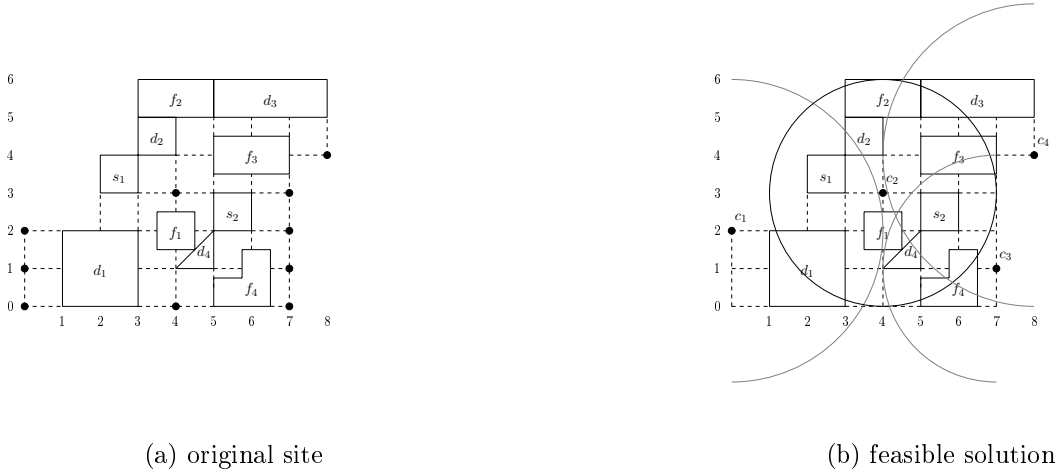 6
f₂
d₃
5
d₂
4
f₃
s₁
3
s₂
2
f₁
d₄
1
d₁
f₄
0
1 2 3 4 5 6 7 8
(a) original site
6
f₂
d₃
5
d₂
c₄
4
f₃
s₁
c₂
3
c₁
s₂
2
f₁
d₄
c₃
1
d₁
f₄
0
1 2 3 4 5 6 7 8
(b) feasible solution